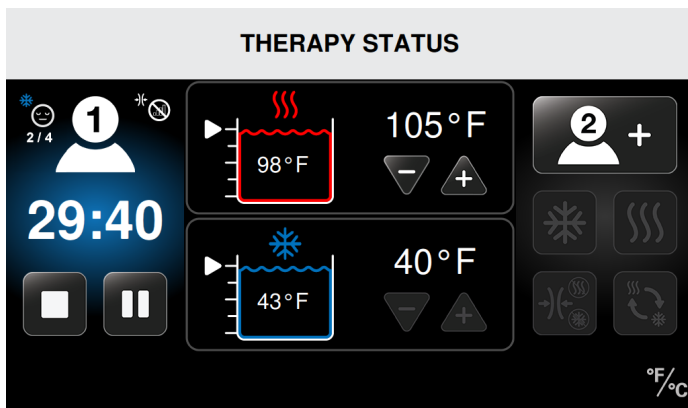 THERAPY STATUS
1
2 / 4
29:40
105°F
98°F
40°F
43°F
2 +
°F/°C